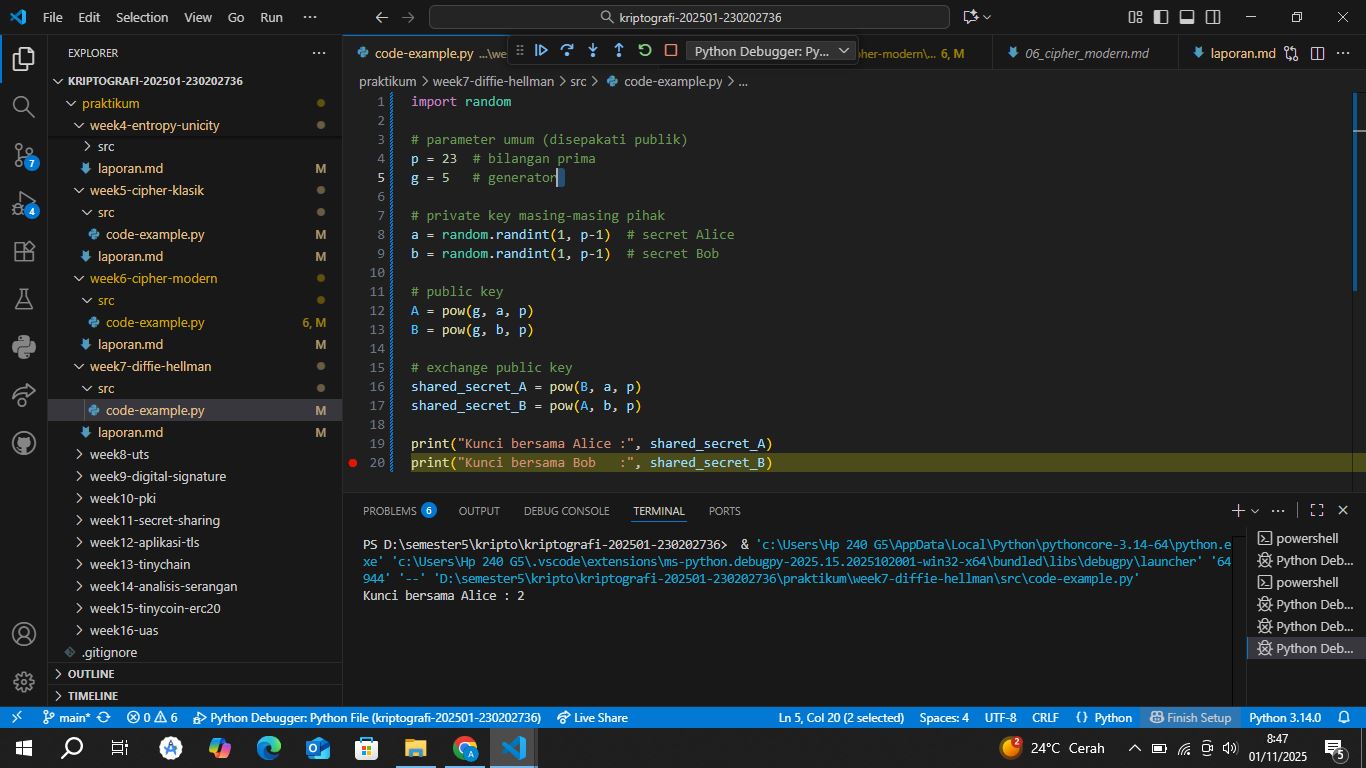 File Edit Selection View Go Run ···
kriptografi-202501-230202736
EXPLORER
KRIPTOGRAFI-202501-230202736
praktikum
week4-entropy-unicity
src
laporan.md M
week5-cipher-klasik
src
code-example.py M
laporan.md M
week6-cipher-modern
src
code-example.py 6, M
laporan.md M
week7-diffie-hellman
src
code-example.py M
laporan.md M
week8-uts
week9-digital-signature
week10-pki
week11-secret-sharing
week12-aplikasi-tls
week13-tinychain
week14-analisis-serangan
week15-tinycoin-erc20
week16-uas
.gitignore
OUTLINE
TIMELINE
7
4
code-example.py ...\we
Python Debugger: Py...
pher-modern\... 6, M
06_cipher_modern.md
laporan.md
praktikum > week7-diffie-hellman > src > code-example.py > ...
1 import random
2
3 # parameter umum (disepakati publik)
4 p = 23  # bilangan prima
5 g = 5   # generator
6
7 # private key masing-masing pihak
8 a = random.randint(1, p-1)  # secret Alice
9 b = random.randint(1, p-1)  # secret Bob
10
11 # public key
12 A = pow(g, a, p)
13 B = pow(g, b, p)
14
15 # exchange public key
16 shared_secret_A = pow(B, a, p)
17 shared_secret_B = pow(A, b, p)
18
19 print("Kunci bersama Alice :", shared_secret_A)
20 print("Kunci bersama Bob   :", shared_secret_B)
PROBLEMS 6 OUTPUT DEBUG CONSOLE TERMINAL PORTS
PS D:\semester5\kripto\kriptografi-202501-230202736>  & 'c:\Users\Hp 240 G5\AppData\Local\Python\pythoncore-3.14-64\python.e
xe' 'c:\Users\Hp 240 G5\.vscode\extensions\ms-python.debugpy-2025.15.2025102001-win32-x64\bundled\libs\debugpy\launcher' '64
944' '--' 'D:\semester5\kripto\kriptografi-202501-230202736\praktikum\week7-diffie-hellman\src\code-example.py'
Kunci bersama Alice : 2
powershell
Python Deb...
powershell
Python Deb...
Python Deb...
Python Deb...
main* 0 6 Python Debugger: Python File (kriptografi-202501-230202736) Live Share Ln 5, Col 20 (2 selected) Spaces: 4 UTF-8 CRLF {} Python Finish Setup Python 3.14.0
2
24°C Cerah
8:47
01/11/2025
5